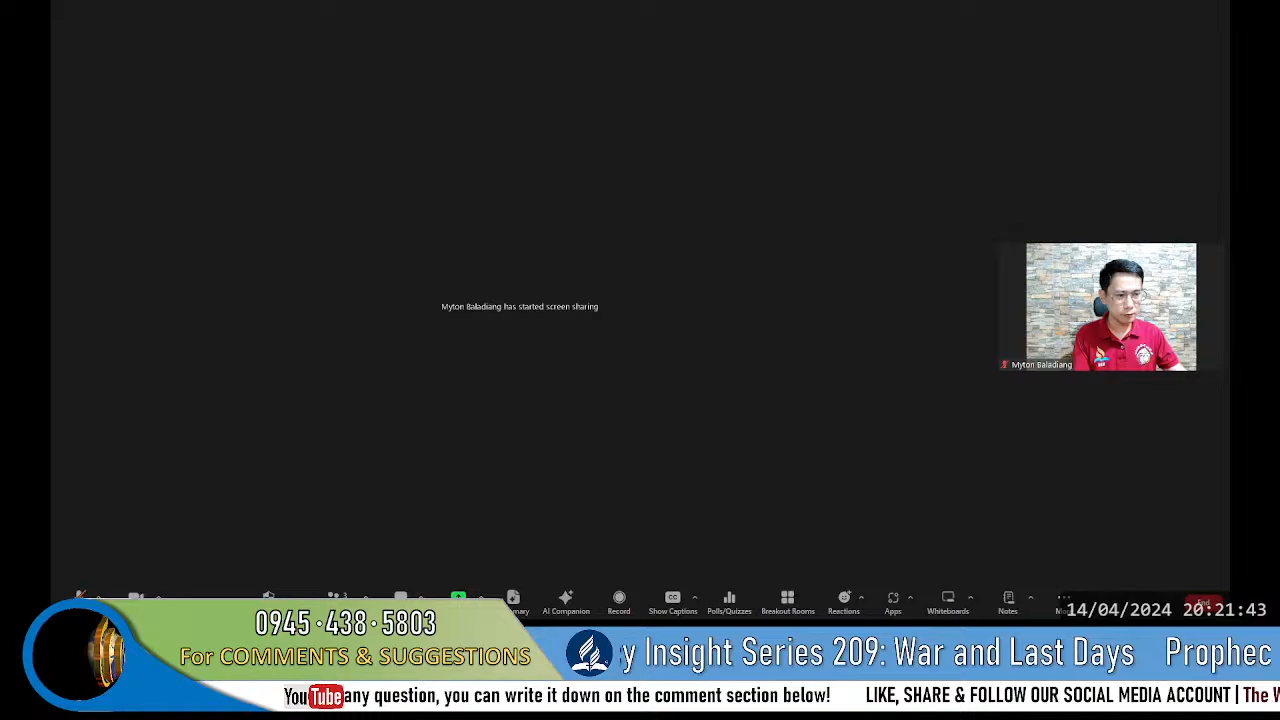 Myton Baladiang has started screen sharing
Myton Baladiang
3
CC
AI Companion
Record
Show Captions
Polls/Quizzes
Breakout Rooms
Reactions
Apps
Whiteboards
Notes
14/04/2024 20:21:43
0945·438·5803
For COMMENTS & SUGGESTIONS
y Insight Series 209: War and Last Days Prophec
YouTube any question, you can write it down on the comment section below! LIKE, SHARE & FOLLOW OUR SOCIAL MEDIA ACCOUNT | The W